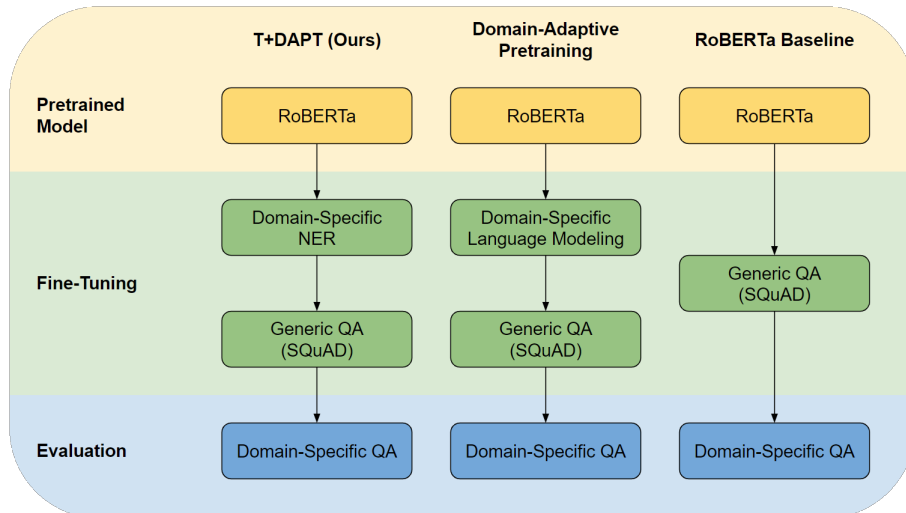 T+DAPT (Ours)
Domain-Adaptive
Pretraining
RoBERTa Baseline
Pretrained
Model
RoBERTa
RoBERTa
RoBERTa
Fine-Tuning
Domain-Specific
NER
Domain-Specific
Language Modeling
Generic QA
(SQuAD)
Generic QA
(SQuAD)
Generic QA
(SQuAD)
Evaluation
Domain-Specific QA
Domain-Specific QA
Domain-Specific QA